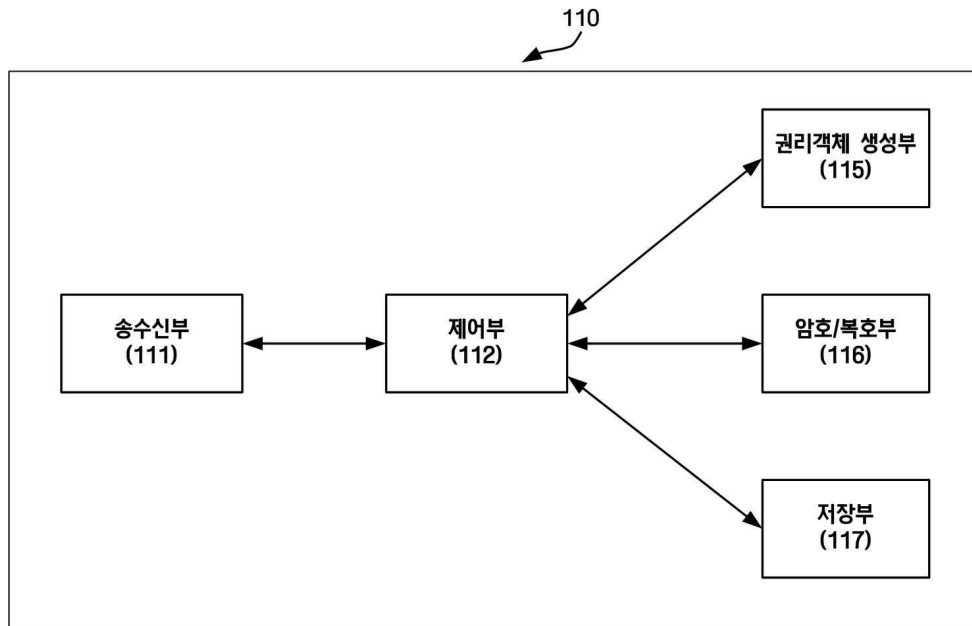 110
권리객체 생성부
(115)
송수신부
(111)
제어부
(112)
암호/복호부
(116)
저장부
(117)